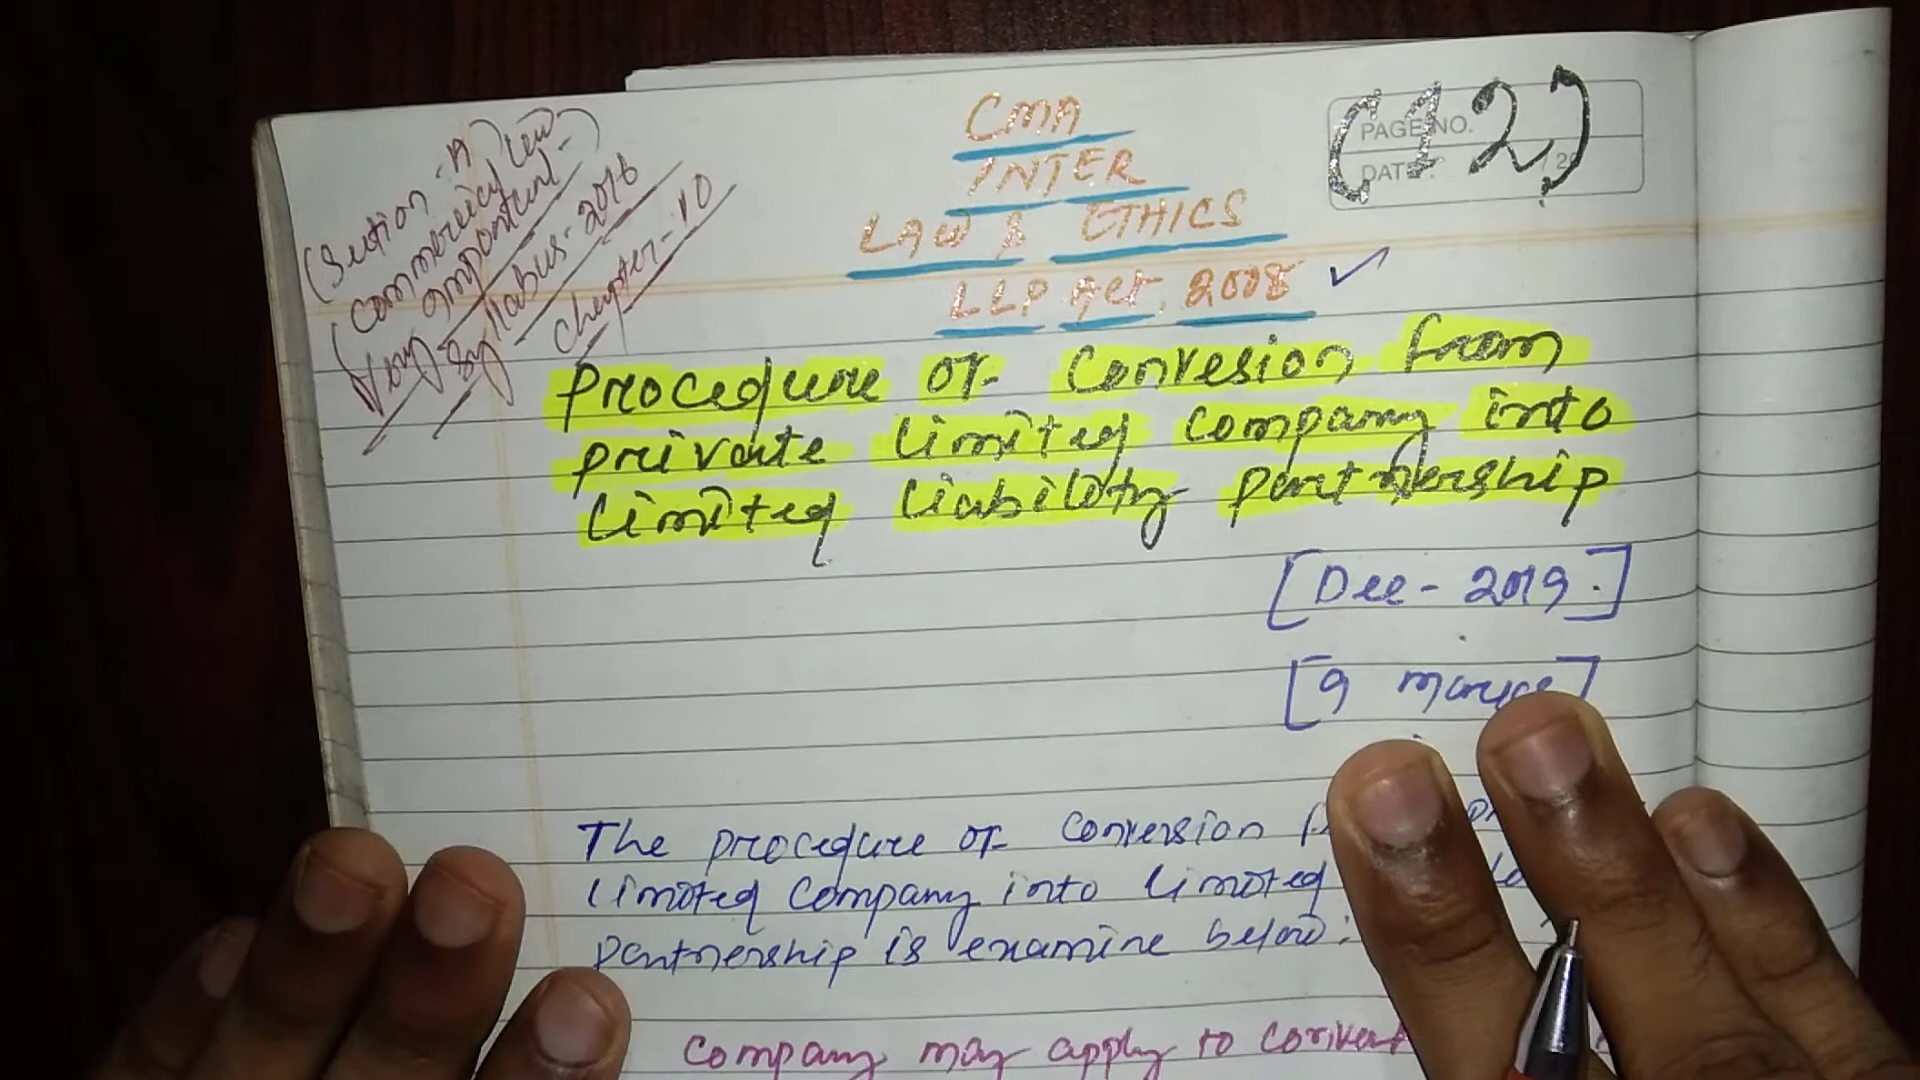 (Section - A
(Commercial Law
Important -
Very
Syllabus - 2016
Chapter - 10
CMA
INTER
LAW & ETHICS
LLP Act 2008 ✓
PAGE NO.
DATE
(12)
Procedure of Convesion from
private limited company into
limited liability partnership
[Dec - 2019.]
[9 marks]
The procedure of conversion
limited company into limited
partnership is examine below:
Company may apply to convert